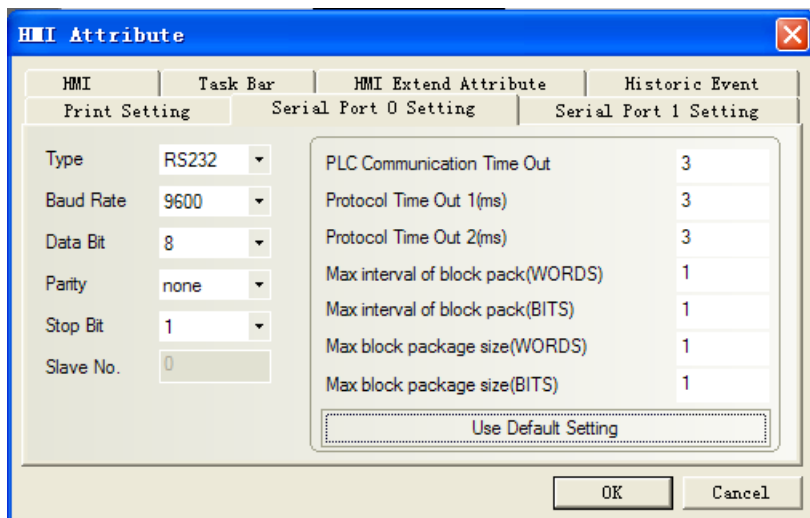 HMI Attribute
HMI
Task Bar
HMI Extend Attribute
Historic Event
Print Setting
Serial Port 0 Setting
Serial Port 1 Setting
Type RS232
Baud Rate 9600
Data Bit 8
Parity none
Stop Bit 1
Slave No. 0
PLC Communication Time Out 3
Protocol Time Out 1(ms) 3
Protocol Time Out 2(ms) 3
Max interval of block pack(WORDS) 1
Max interval of block pack(BITS) 1
Max block package size(WORDS) 1
Max block package size(BITS) 1
Use Default Setting
OK
Cancel